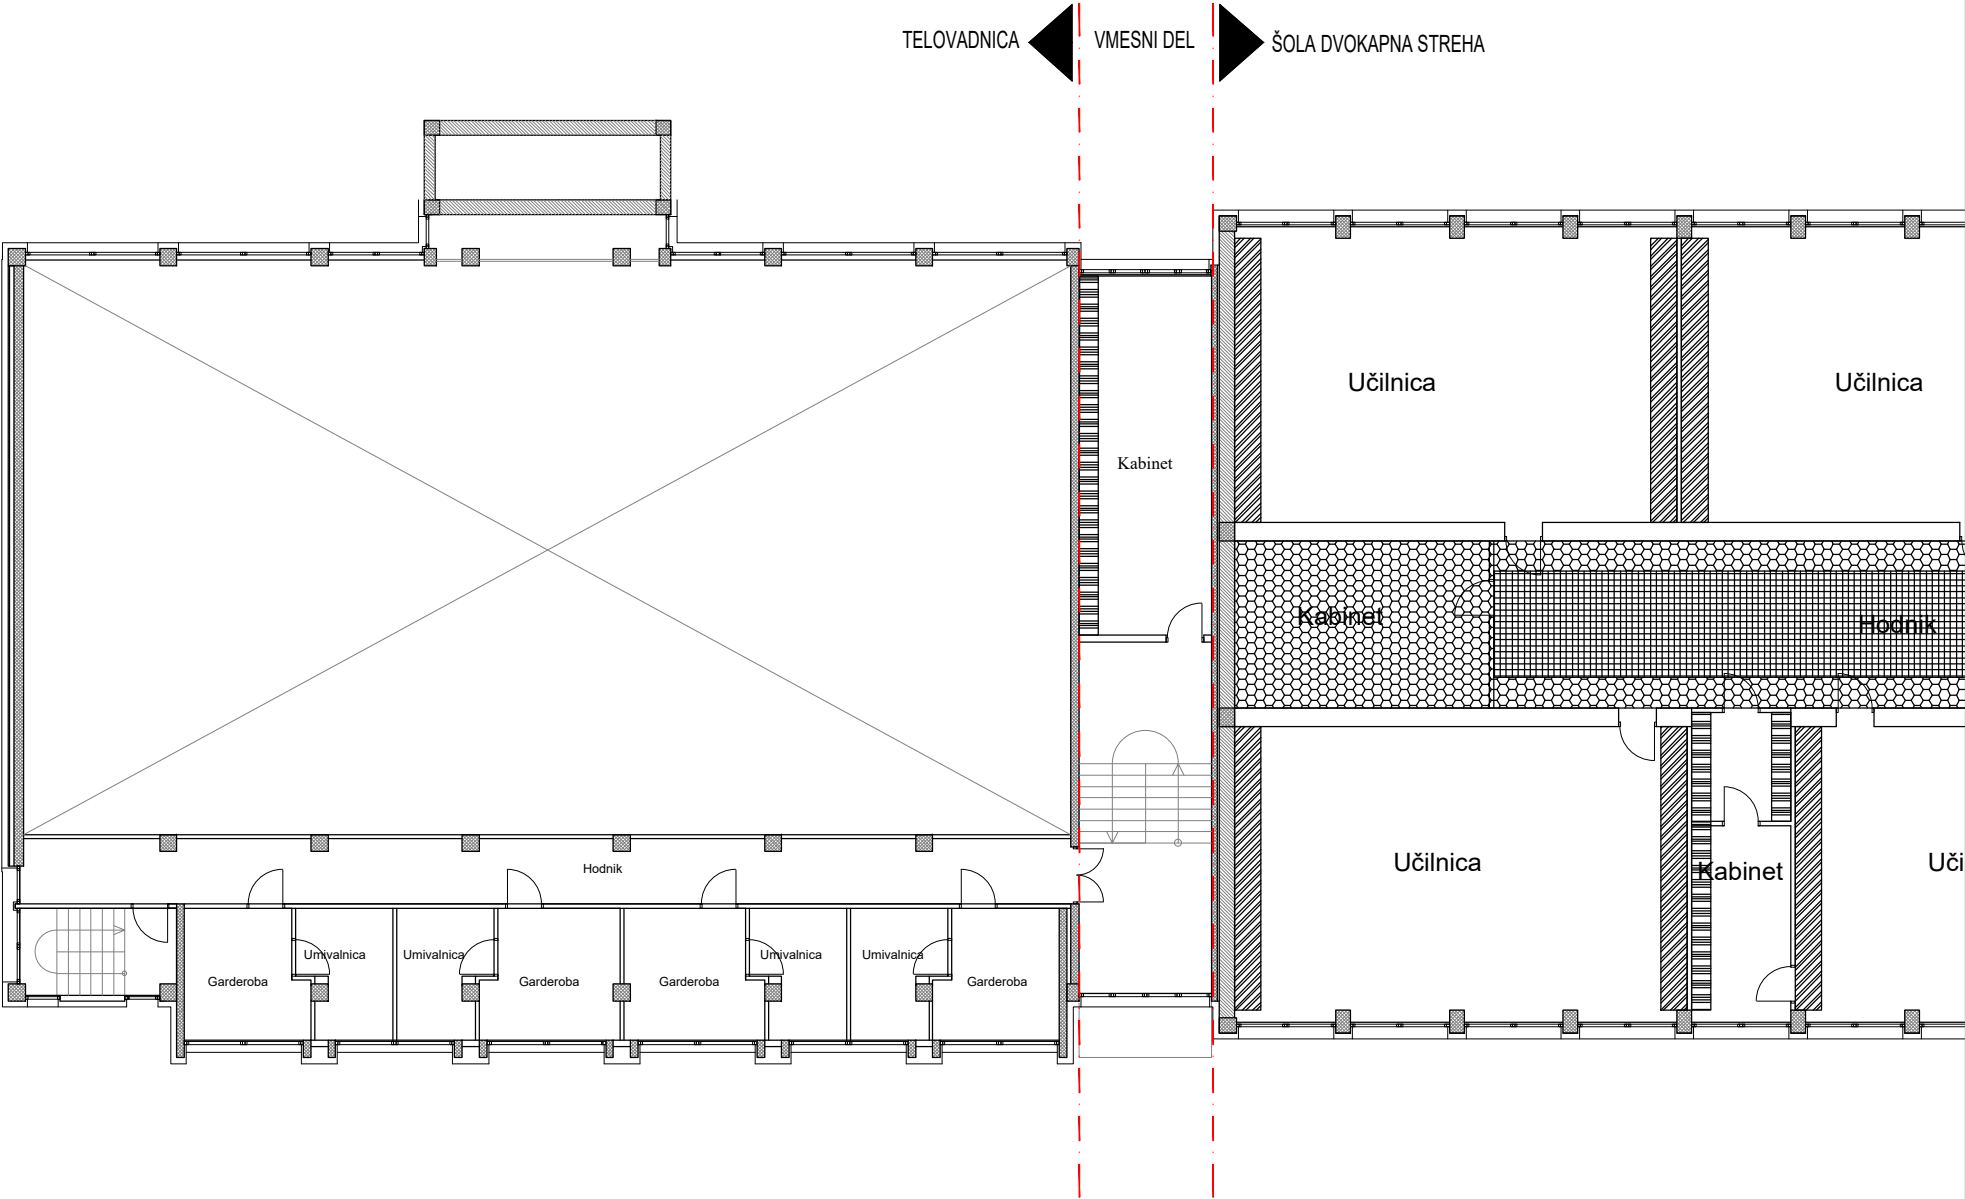 TELOVADNICA
VMESNI DEL
ŠOLA DVOKAPNA STREHA
Učilnica
Učilnica
Kabinet
Kabinet
Hodnik
Hodnik
Učilnica
Kabinet
Uči
Umivalnica
Umivalnica
Umivalnica
Umivalnica
Garderoba
Garderoba
Garderoba
Garderoba